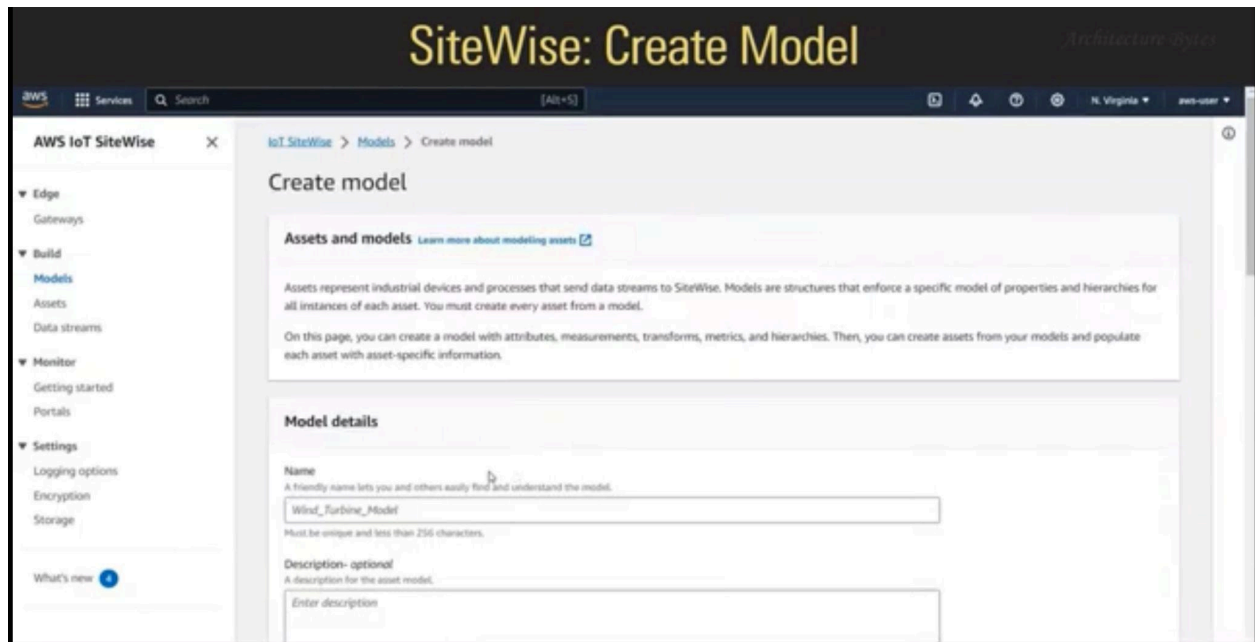 SiteWise: Create Model
Architecture Bytes
aws
Services
Search
[Alt+S]
N. Virginia
aws-user
AWS IoT SiteWise
Edge
Gateways
Build
Models
Assets
Data streams
Monitor
Getting started
Portals
Settings
Logging options
Encryption
Storage
What's new 4
IoT SiteWise > Models > Create model
Create model
Assets and models Learn more about modeling assets
Assets represent industrial devices and processes that send data streams to SiteWise. Models are structures that enforce a specific model of properties and hierarchies for
all instances of each asset. You must create every asset from a model.
On this page, you can create a model with attributes, measurements, transforms, metrics, and hierarchies. Then, you can create assets from your models and populate
each asset with asset-specific information.
Model details
Name
A friendly name lets you and others easily find and understand the model.
Wind_Turbine_Model
Must be unique and less than 256 characters.
Description- optional
A description for the asset model.
Enter description